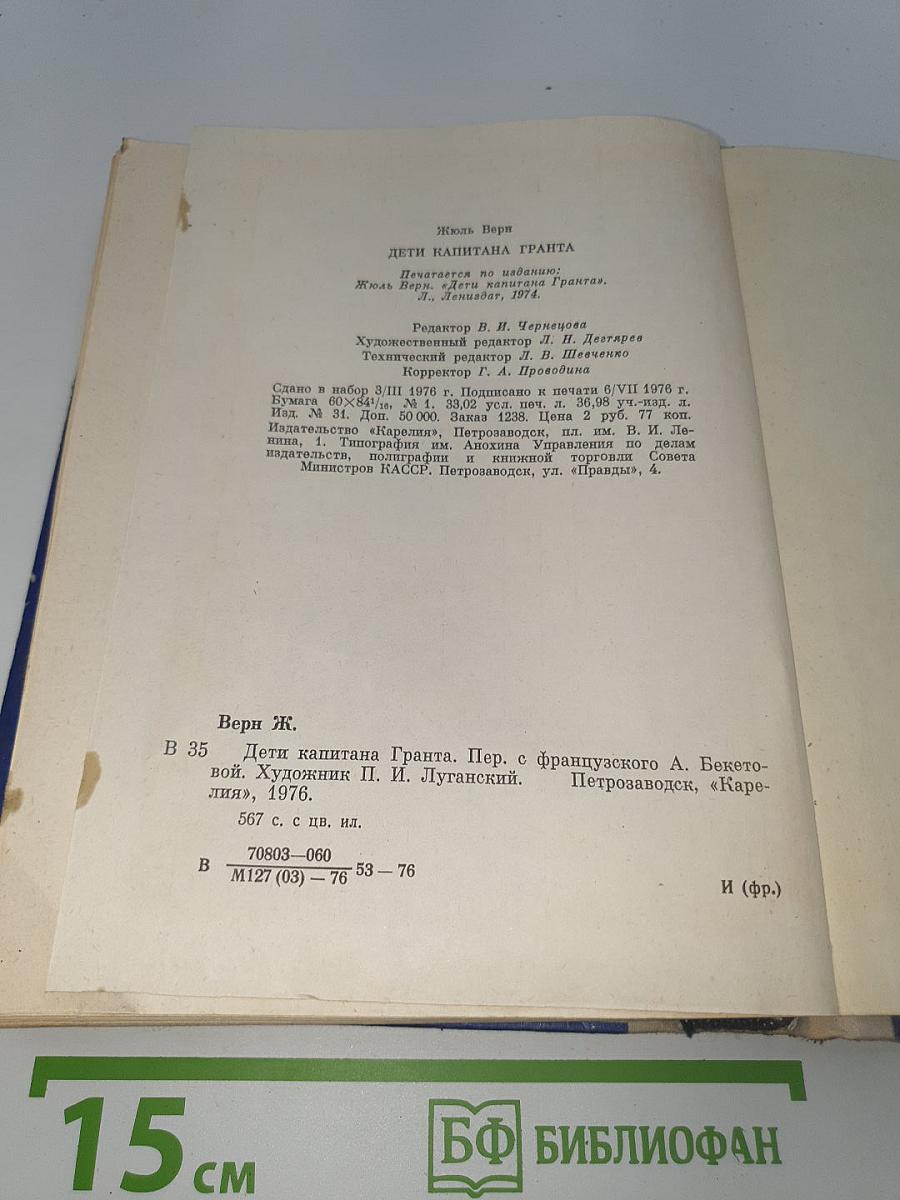 Жюль Верн
ДЕТИ КАПИТАНА ГРАНТА
Печатается по изданию:
Жюль Верн. «Дети капитана Гранта».
Л., Лениздат, 1974.
Редактор В. И. Чернецова
Художественный редактор Л. Н. Дегтярев
Технический редактор Л. В. Шевченко
Корректор Г. А. Проводина
Сдано в набор 3/III 1976 г. Подписано к печати 6/VII 1976 г.
Бумага 60×84¹/₁₆, № 1. 33,02 усл. печ. л. 36,98 уч.-изд. л.
Изд. № 31. Доп. 50 000. Заказ 1238. Цена 2 руб. 77 коп.
Издательство «Карелия», Петрозаводск, пл. им. В. И. Ле-
нина, 1. Типография им. Анохина Управления по делам
издательств, полиграфии и книжной торговли Совета
Министров КАССР. Петрозаводск, ул. «Правды», 4.
Верн Ж.
В 35 Дети капитана Гранта. Пер. с французского А. Бекето-
вой. Художник П. И. Луганский. Петрозаводск, «Каре-
лия», 1976.
567 с. с цв. ил.
70803—060
В М127 (03) — 76 53 — 76
И (фр.)
15 см
БФ БИБЛИОФАН